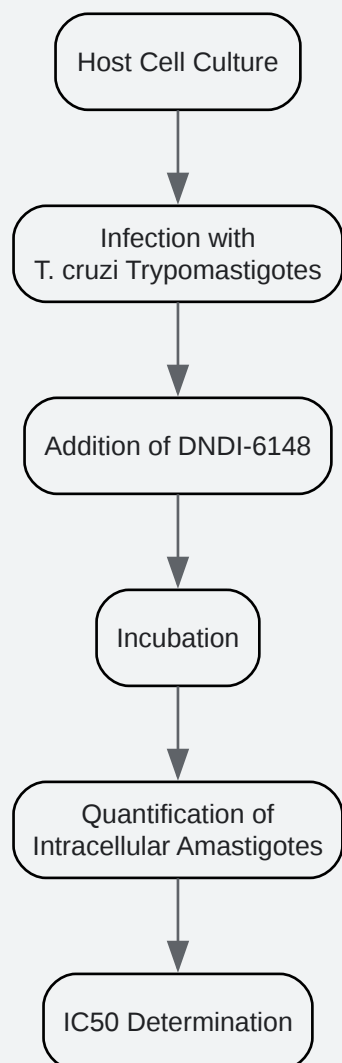 Host Cell Culture
Infection with
T. cruzi Trypomastigotes
Addition of DNDI-6148
Incubation
Quantification of
Intracellular Amastigotes
IC50 Determination